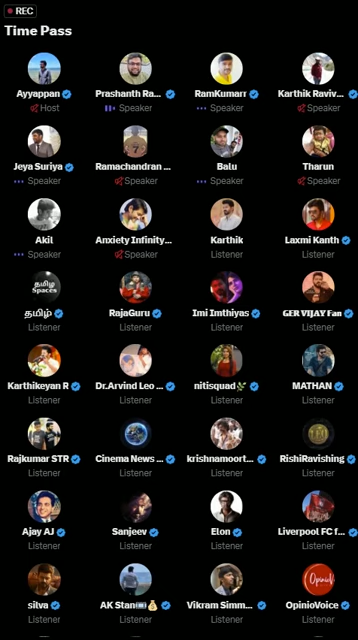 REC
Time Pass
Ayyappan Prashanth Ra... RamKumarr Karthik Raviv...
Host Speaker Speaker Speaker
Jeya Suriya Ramachandran ... Balu Tharun
Speaker Speaker Speaker Speaker
Akil Anxiety Infinity... Karthik Laxmi Kanth
Speaker Speaker Listener Listener
தமிழ் Spaces
தமிழ் RajaGuru Imi Imthiyas GER VIJAY Fan
Listener Listener Listener Listener
Karthikeyan R Dr.Arvind Leo ... nitisquad🌿 MATHAN
Listener Listener Listener Listener
Rajkumar STR Cinema News ... krishnamoort... RishiRavishing
Listener Listener Listener Listener
Ajay AJ Sanjeev Elon Liverpool FC f...
Listener Listener Listener Listener
Opinion
silva AK Stan💵💰 Vikram Simm... OpinioVoice
Listener Listener Listener Listener